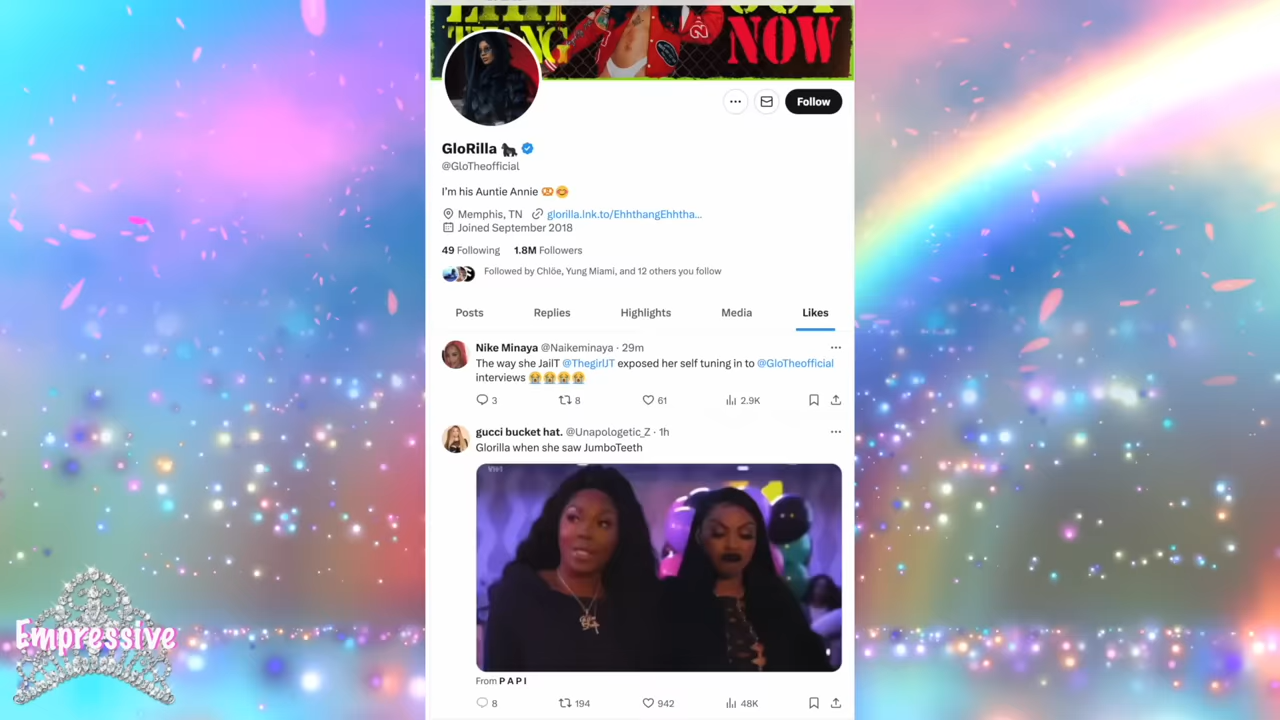 THANG
NOW
Follow
GloRilla
@GloTheofficial
I'm his Auntie Annie
Memphis, TN glorilla.lnk.to/EhhthangEhhtha...
Joined September 2018
49 Following 1.8M Followers
Followed by Chlöe, Yung Miami, and 12 others you follow
Posts Replies Highlights Media Likes
Nike Minaya @Naikeminaya · 29m
The way she JailT @ThegirlJT exposed her self tuning in to @GloTheofficial
interviews 😭😭😭😭
3 8 61 2.9K
gucci bucket hat. @Unapologetic_Z · 1h
Glorilla when she saw JumboTeeth
From P A P I
8 194 942 48K
Empressive